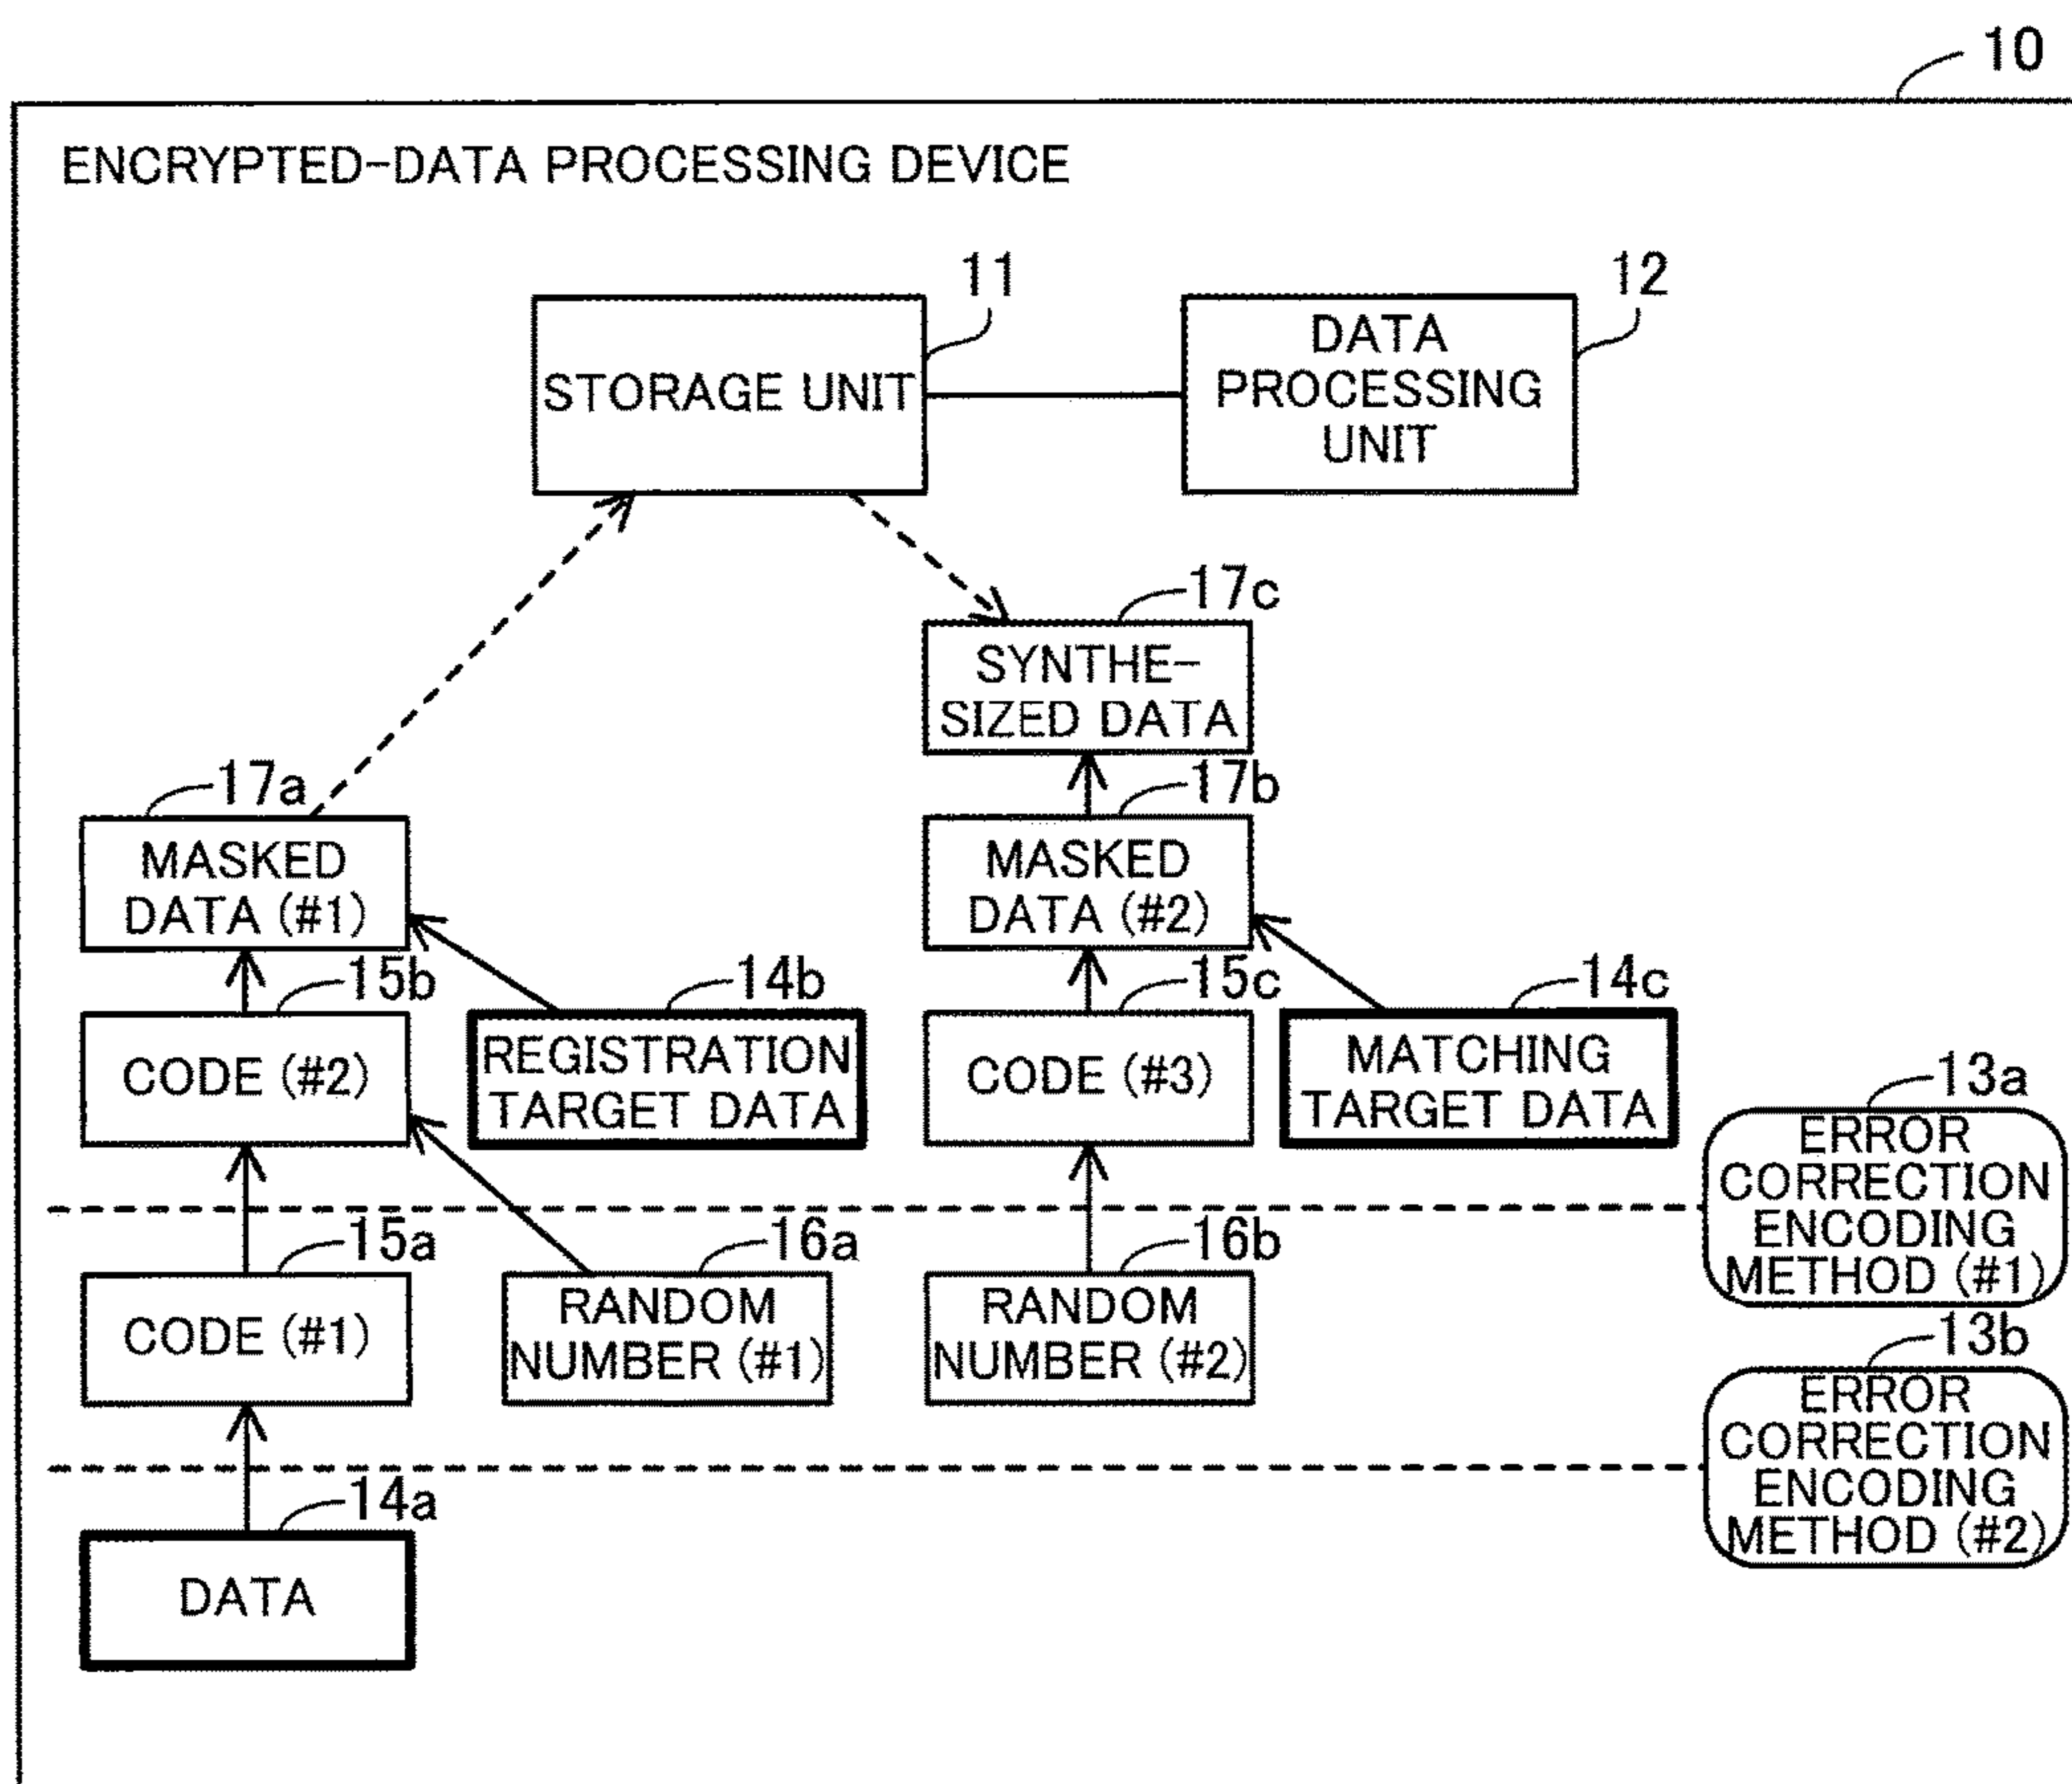 10
ENCRYPTED-DATA PROCESSING DEVICE
11
12
STORAGE UNIT
DATA
PROCESSING
UNIT
17c
SYNTHE-
SIZED DATA
17a
17b
MASKED
DATA (#1)
MASKED
DATA (#2)
15b
14b
15c
14c
CODE (#2)
REGISTRATION
TARGET DATA
CODE (#3)
MATCHING
TARGET DATA
13a
ERROR
CORRECTION
ENCODING
METHOD (#1)
15a
16a
16b
CODE (#1)
RANDOM
NUMBER (#1)
RANDOM
NUMBER (#2)
13b
ERROR
CORRECTION
ENCODING
METHOD (#2)
14a
DATA